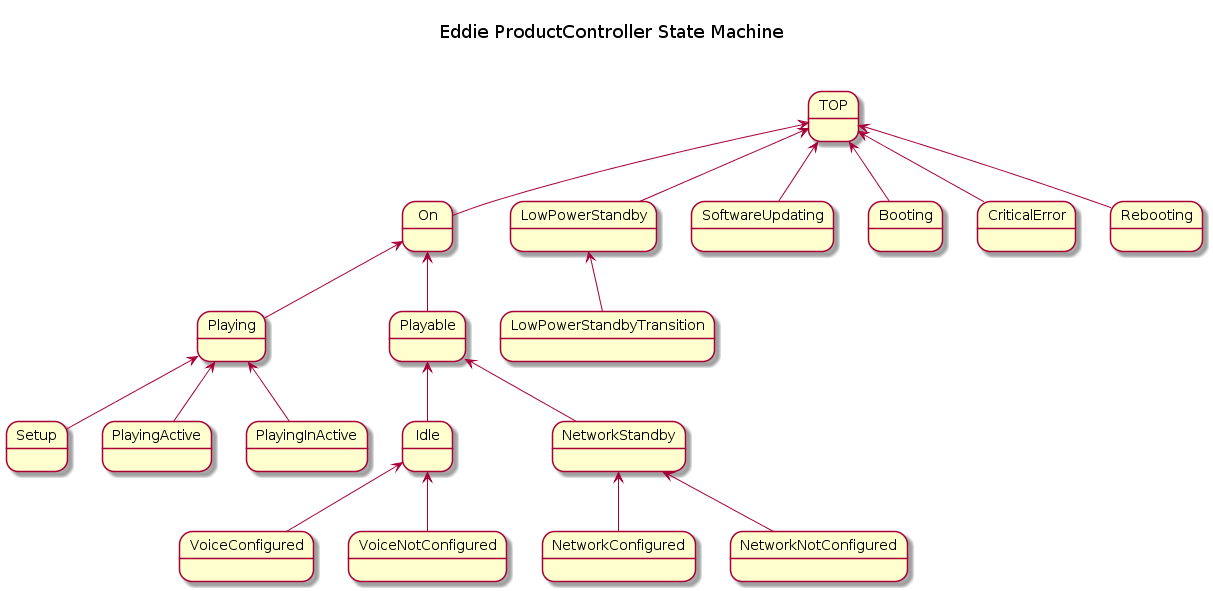 Eddie ProductController State Machine
TOP
On
LowPowerStandby
SoftwareUpdating
Booting
CriticalError
Rebooting
Playing
Playable
LowPowerStandbyTransition
Setup
PlayingActive
PlayingInActive
Idle
NetworkStandby
VoiceConfigured
VoiceNotConfigured
NetworkConfigured
NetworkNotConfigured